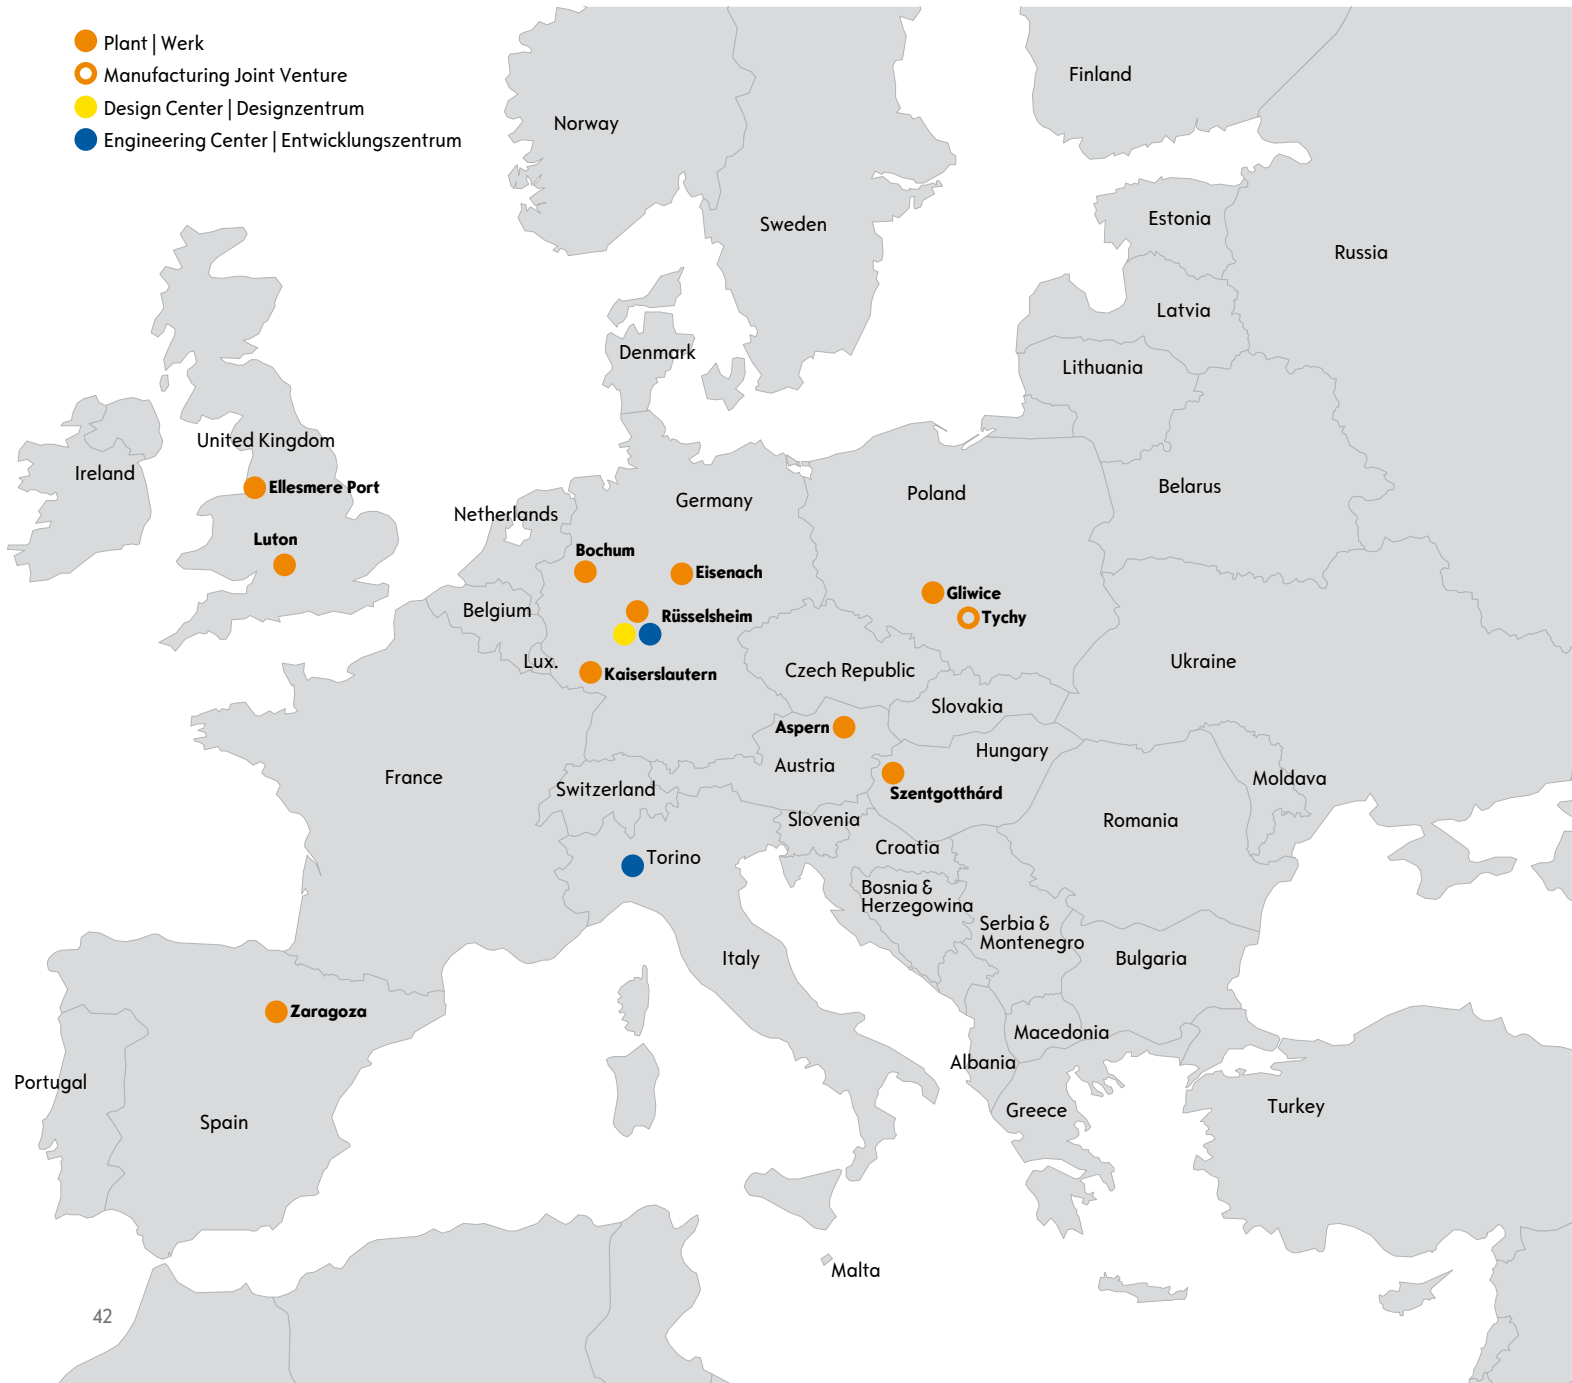 Plant | Werk
Manufacturing Joint Venture
Design Center | Designzentrum
Engineering Center | Entwicklungszentrum
Finland
Norway
Sweden
Estonia
Russia
Latvia
Denmark
Lithuania
United Kingdom
Ireland
Ellesmere Port
Belarus
Poland
Germany
Netherlands
Luton
Bochum
Eisenach
Gliwice
Belgium
Rüsselsheim
Tychy
Lux.
Kaiserslautern
Czech Republic
Ukraine
Slovakia
Aspern
Hungary
Austria
France
Switzerland
Moldava
Szentgotthárd
Slovenia
Romania
Croatia
Torino
Bosnia &
Herzegowina
Serbia &
Montenegro
Italy
Bulgaria
Zaragoza
Macedonia
Albania
Portugal
Greece
Turkey
Spain
Malta
42